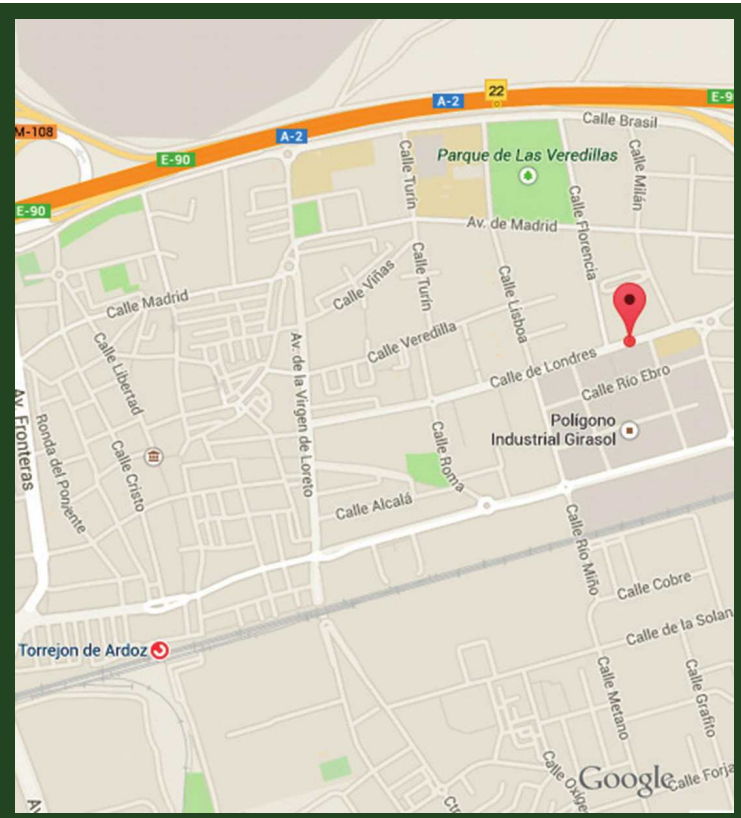 22
A-2
E-9
Calle Brasil
M-108
A-2
E-90
Parque de Las Veredillas
Calle Turín
Calle Milán
E-90
Calle Florencia
Av. de Madrid
Calle Viñas
Calle Turín
Calle Madrid
Calle Lisboa
Calle Veredilla
Calle Libertad
Av. de la Virgen de Loreto
Calle de Londres
Calle Río Ebro
Av. Fronteras
Ronda del Poniente
Polígono
Industrial Girasol
Calle Cristo
Calle Roma
Calle Alcalá
Calle Río Miño
Calle Cobre
Calle de la Solan
Torrejon de Ardoz
Calle Metano
Calle Grafito
Calle Oxíge
Google
Calle Forja
Av
Ctr